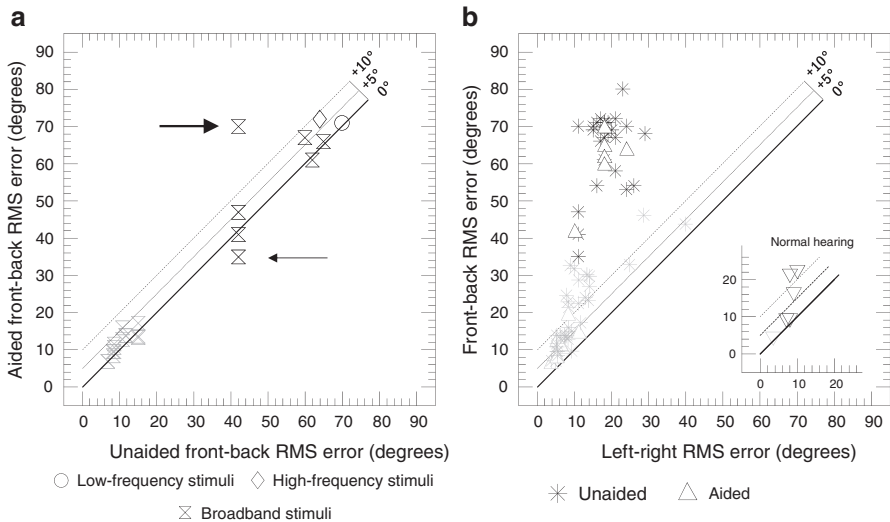 a
Aided front-back RMS error (degrees)
90
80
70
60
50
40
30
20
10
0
+10°
+5°
0°
0 10 20 30 40 50 60 70 80 90
Unaided front-back RMS error (degrees)
Low-frequency stimuli High-frequency stimuli
Broadband stimuli
b
Front-back RMS error (degrees)
90
80
70
60
50
40
30
20
10
0
+10°
+5°
0°
Normal hearing
20
10
0
0 10 20
0 10 20 30 40 50 60 70 80 90
Left-right RMS error (degrees)
Unaided Aided